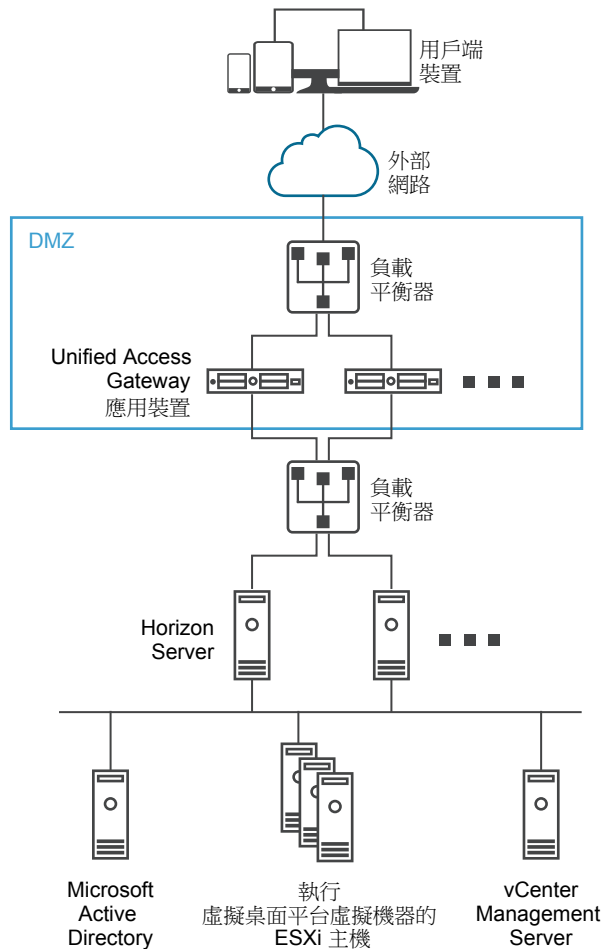 用戶端
裝置
外部
網路
DMZ
負載
平衡器
Unified Access
Gateway
應用裝置
負載
平衡器
Horizon
Server
Microsoft
Active
Directory
執行
虛擬桌面平台虛擬機器的
ESXi 主機
vCenter
Management
Server